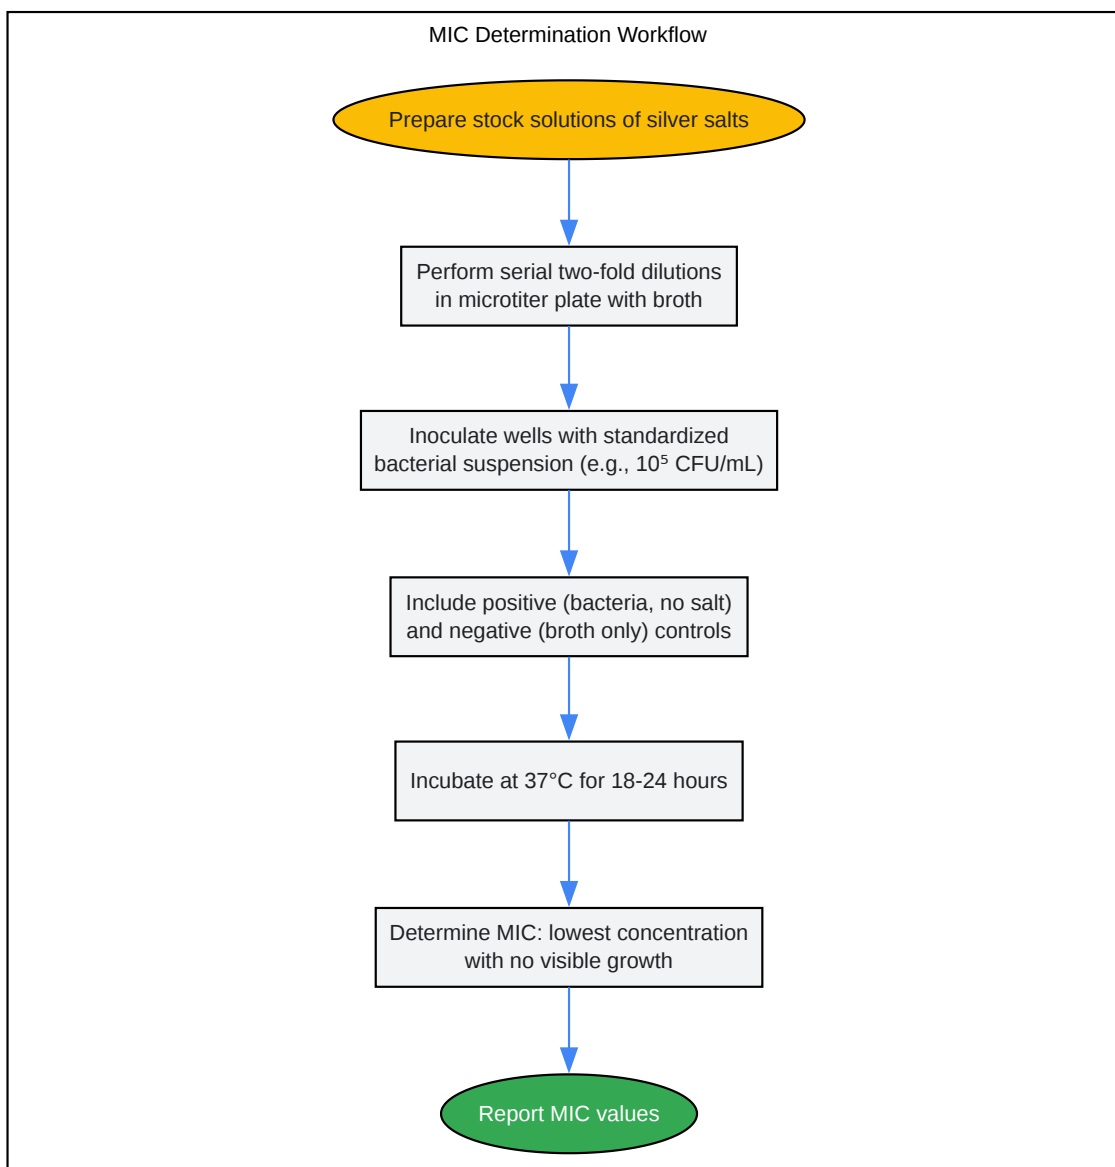 MIC Determination Workflow
Prepare stock solutions of silver salts
Perform serial two-fold dilutions
in microtiter plate with broth
Inoculate wells with standardized
bacterial suspension (e.g., 10⁵ CFU/mL)
Include positive (bacteria, no salt)
and negative (broth only) controls
Incubate at 37°C for 18-24 hours
Determine MIC: lowest concentration
with no visible growth
Report MIC values